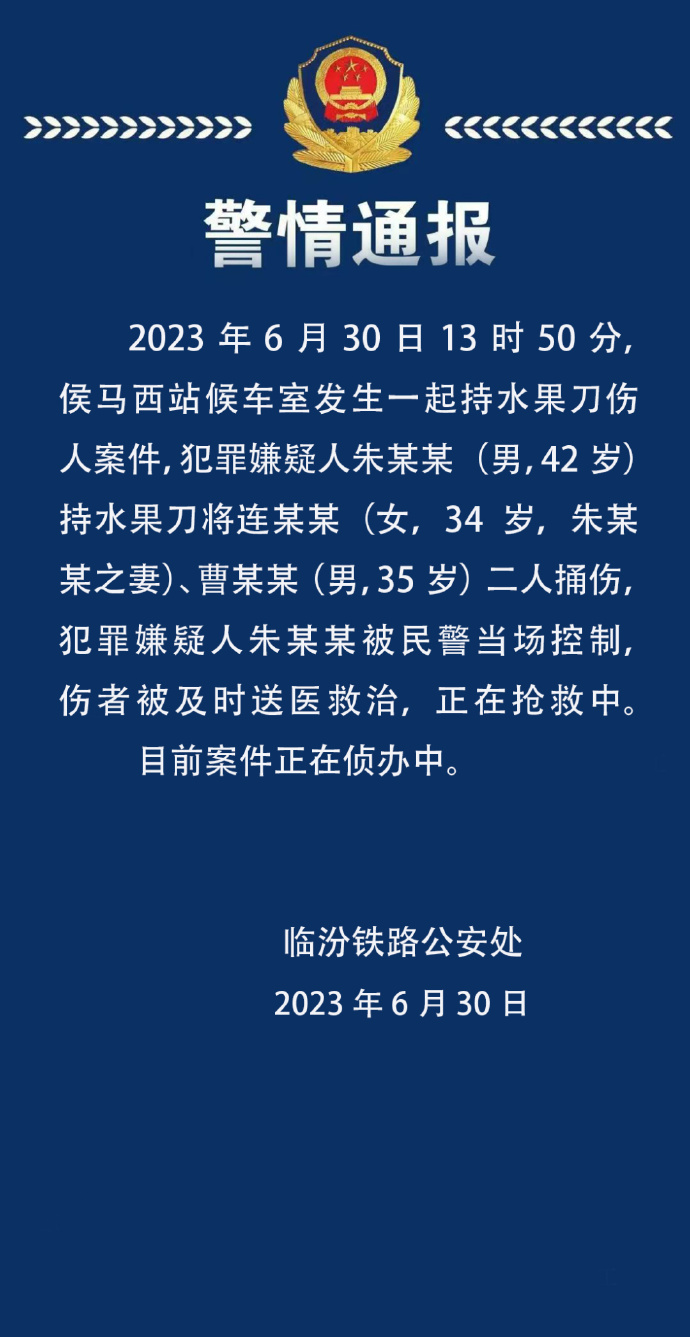 警情通报
2023 年 6 月 30 日 13 时 50 分,
侯马西站候车室发生一起持水果刀伤
人案件,犯罪嫌疑人朱某某（男,42 岁）
持水果刀将连某某（女，34 岁，朱某
某之妻）、曹某某（男,35 岁）二人捅伤,
犯罪嫌疑人朱某某被民警当场控制,
伤者被及时送医救治，正在抢救中。
目前案件正在侦办中。
临汾铁路公安处
2023 年 6 月 30 日